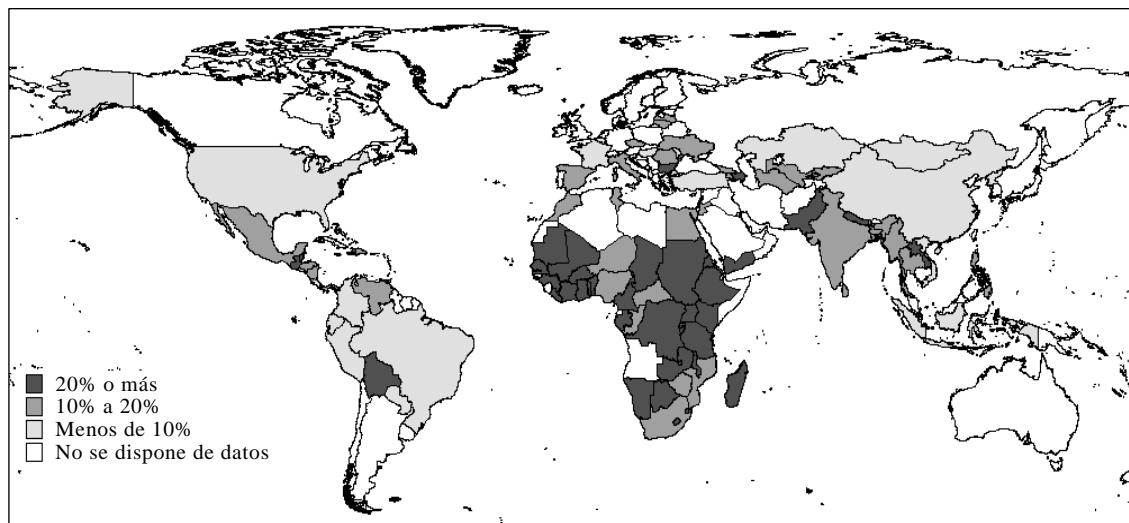 20% o más
10% a 20%
Menos de 10%
No se dispone de datos